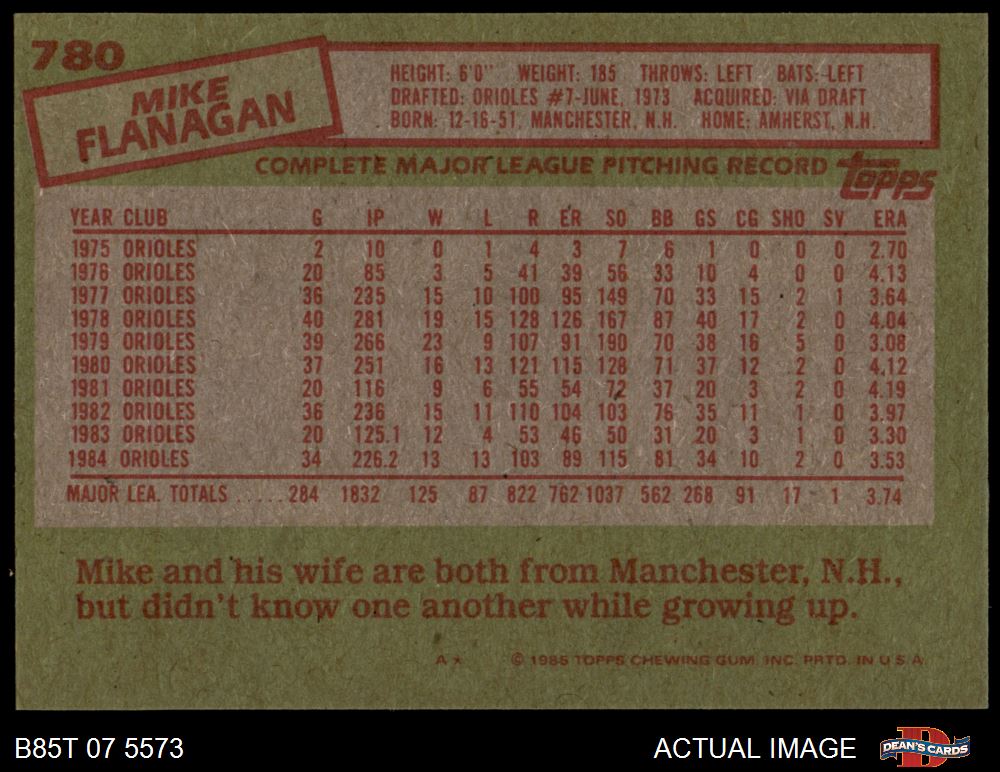 780
MIKE
FLANAGAN
HEIGHT: 6'0" WEIGHT: 185 THROWS: LEFT BATS: LEFT
DRAFTED: ORIOLES #7-JUNE, 1973 ACQUIRED: VIA DRAFT
BORN: 12-16-51, MANCHESTER, N.H. HOME: AMHERST, N.H.
COMPLETE MAJOR LEAGUE PITCHING RECORD
topps
YEAR CLUB G IP W L R ER SO BB GS CG SHO SV ERA
1975 ORIOLES 2 10 0 1 4 3 7 6 1 0 0 0 2.70
1976 ORIOLES 20 85 3 5 41 39 56 33 10 4 0 0 4.13
1977 ORIOLES 36 235 15 10 100 95 149 70 33 15 2 1 3.64
1978 ORIOLES 40 281 19 15 128 126 167 87 40 17 2 0 4.04
1979 ORIOLES 39 266 23 9 107 91 190 70 38 16 5 0 3.08
1980 ORIOLES 37 251 16 13 121 115 128 71 37 12 2 0 4.12
1981 ORIOLES 20 116 9 6 55 54 72 37 20 3 2 0 4.19
1982 ORIOLES 36 236 15 11 110 104 103 76 35 11 1 0 3.97
1983 ORIOLES 20 125.1 12 4 53 46 50 31 20 3 1 0 3.30
1984 ORIOLES 34 226.2 13 13 103 89 115 81 34 10 2 0 3.53
MAJOR LEA. TOTALS ..... 284 1832 125 87 822 762 1037 562 268 91 17 1 3.74
Mike and his wife are both from Manchester, N.H.,
but didn't know one another while growing up.
A* © 1985 TOPPS CHEWING GUM, INC. PRTD. IN U.S.A.
B85T 07 5573 ACTUAL IMAGE D DEAN'S CARDS